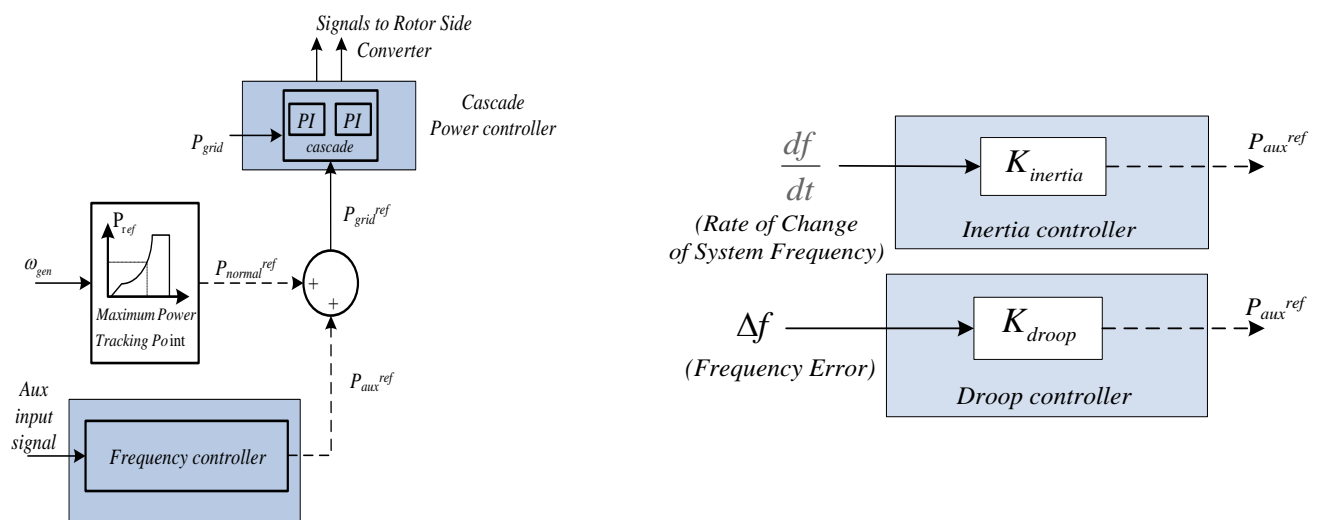 Signals to Rotor Side
Converter
Cascade
Power controller
PI PI
cascade
P_grid
P_grid^ref
P_ref
ω_gen
P_normal^ref
+
+
Maximum Power
Tracking Point
P_aux^ref
Aux
input
signal
Frequency controller
df
dt
(Rate of Change
of System Frequency)
K_inertia
P_aux^ref
Inertia controller
Δf
(Frequency Error)
K_droop
P_aux^ref
Droop controller